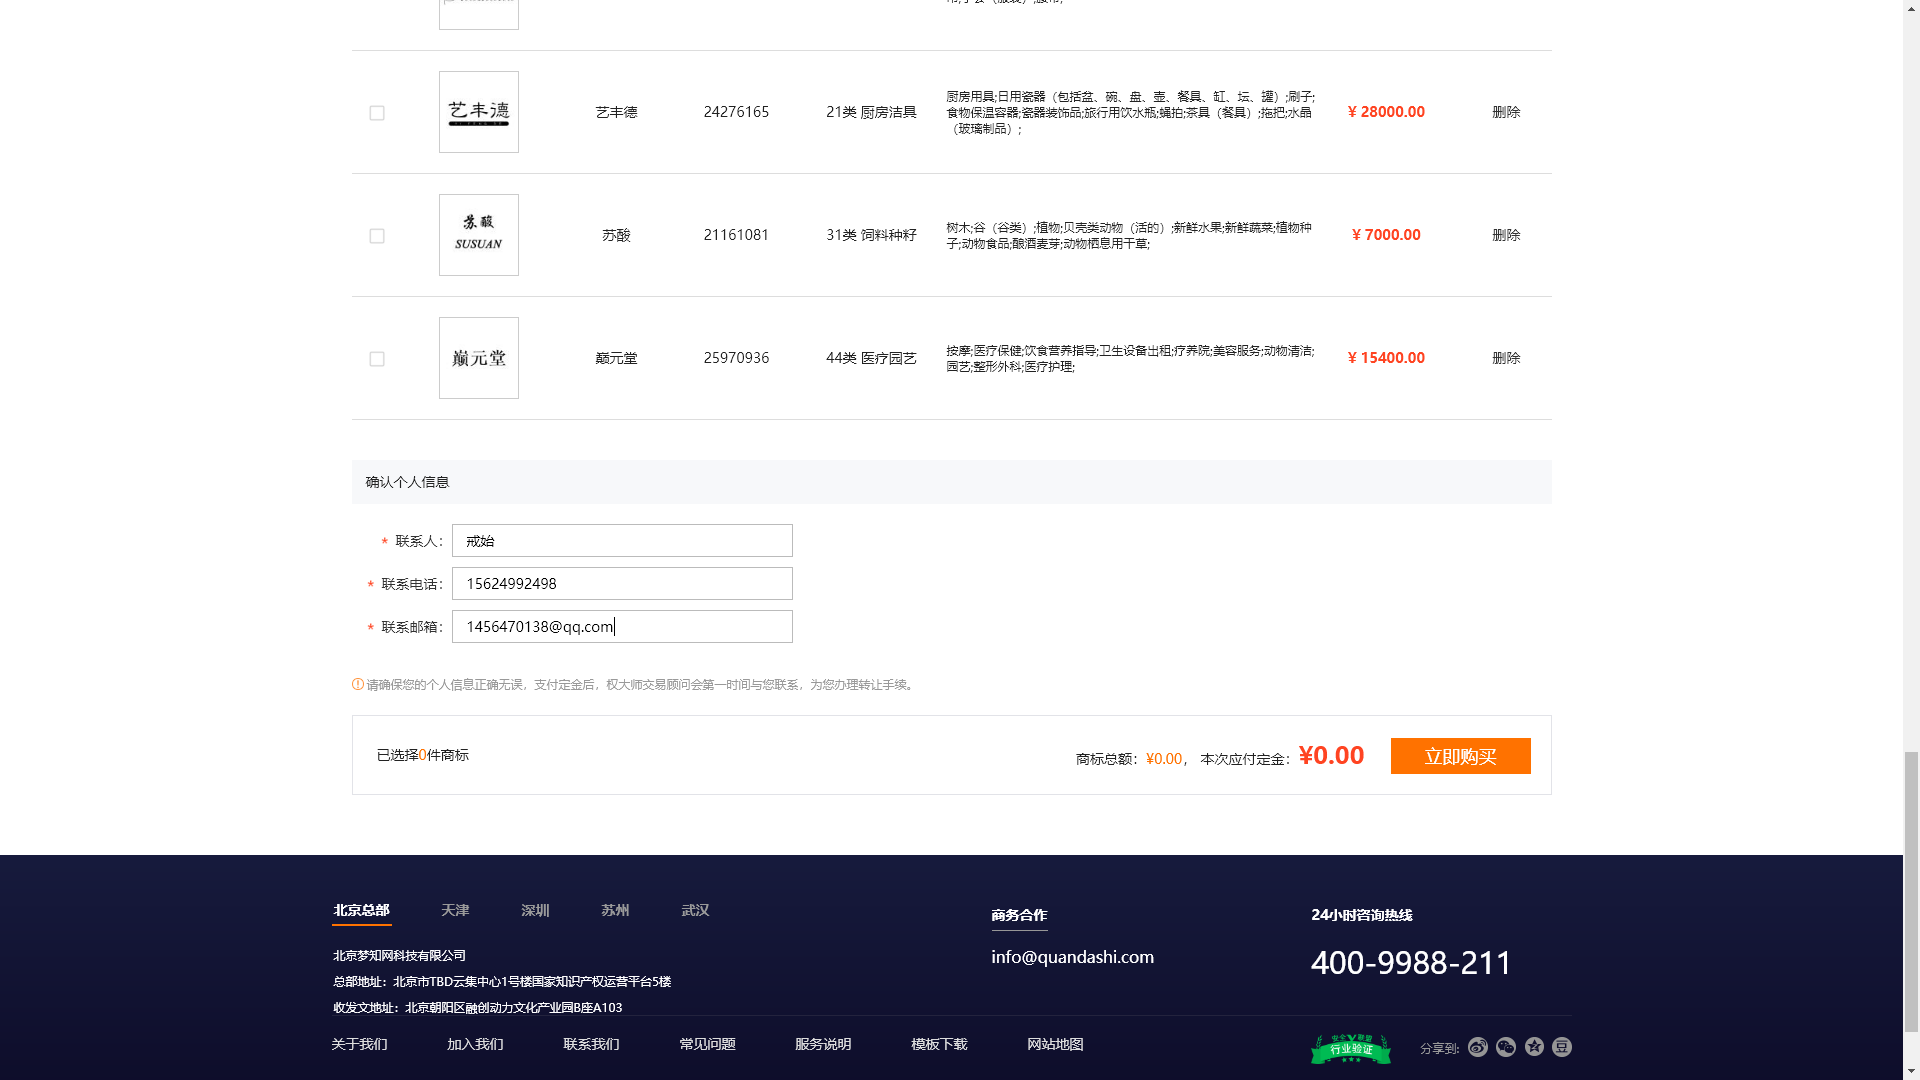 艺丰德
艺丰德
24276165
21类 厨房洁具
厨房用具;日用瓷器（包括盆、碗、盘、壶、餐具、缸、坛、罐）;刷子;
食物保温容器;瓷器装饰品;旅行用饮水瓶;蝇拍;茶具（餐具）;拖把;水晶
（玻璃制品）;
¥ 28000.00
删除
苏酸
SUSUAN
苏酸
21161081
31类 饲料种籽
树木;谷（谷类）;植物;贝壳类动物（活的）;新鲜水果;新鲜蔬菜;植物种
子;动物食品;酿酒麦芽;动物栖息用干草;
¥ 7000.00
删除
巅元堂
巅元堂
25970936
44类 医疗园艺
按摩;医疗保健;饮食营养指导;卫生设备出租;疗养院;美容服务;动物清洁;
园艺;整形外科;医疗护理;
¥ 15400.00
删除
确认个人信息
* 联系人: 戒始
* 联系电话: 15624992498
* 联系邮箱: 1456470138@qq.com
请确保您的个人信息正确无误，支付定金后，权大师交易顾问会第一时间与您联系，为您办理转让手续。
已选择0件商标
商标总额：¥0.00， 本次应付定金：¥0.00
立即购买
北京总部 天津 深圳 苏州 武汉
北京梦知网科技有限公司
总部地址：北京市TBD云集中心1号楼国家知识产权运营平台5楼
收发文地址：北京朝阳区融创动力文化产业园B座A103
商务合作
info@quandashi.com
24小时咨询热线
400-9988-211
关于我们 加入我们 联系我们 常见问题 服务说明 模板下载 网站地图
安全联盟
行业验证
分享到:
豆